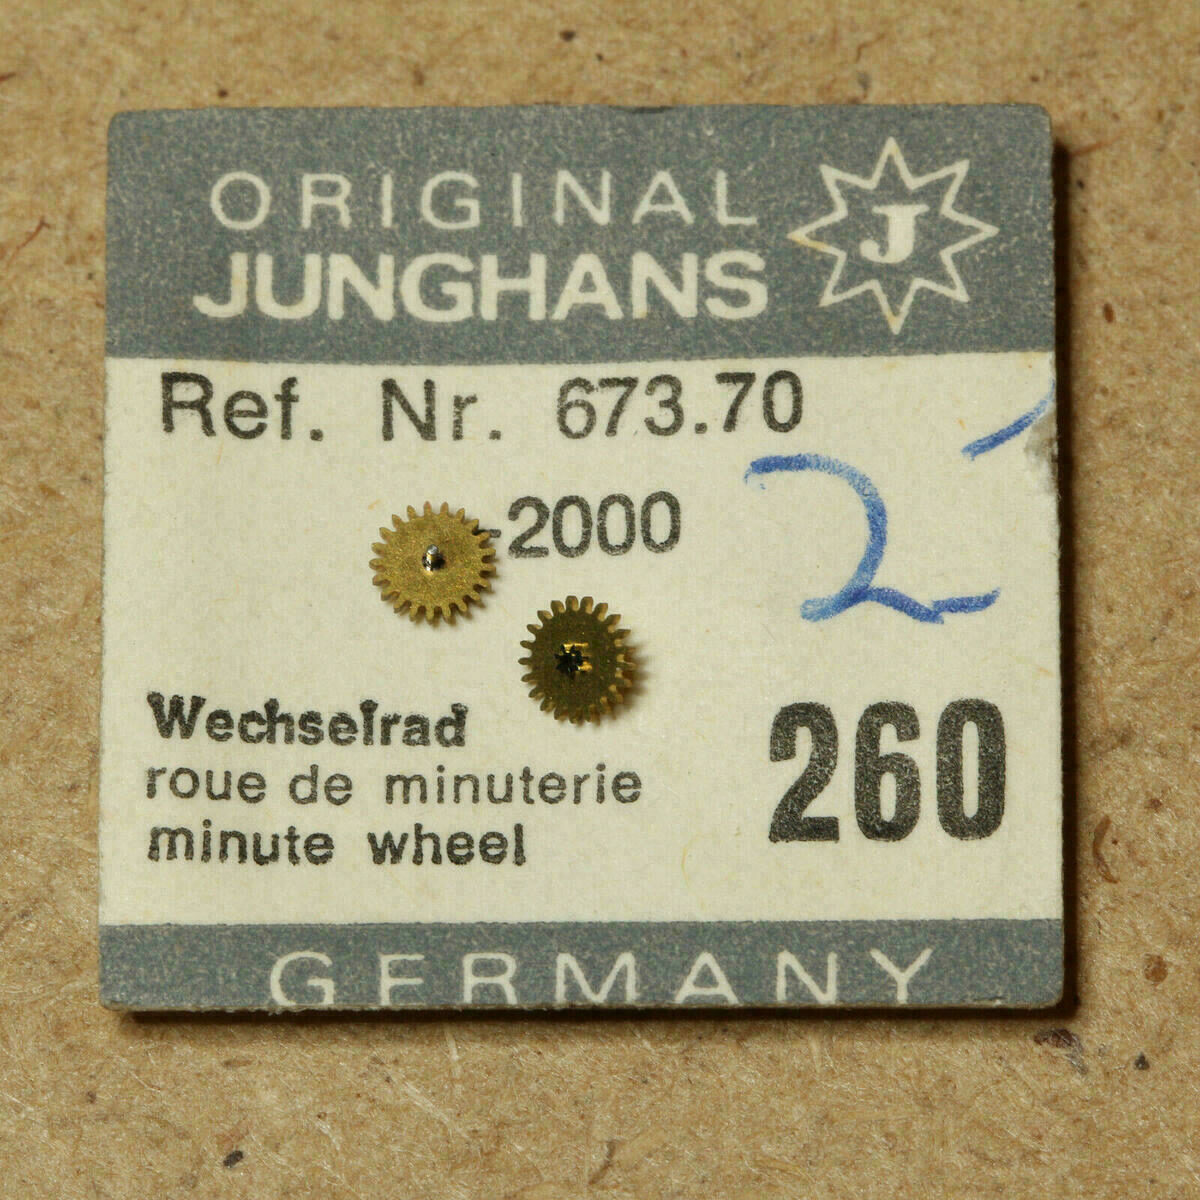 ORIGINAL
JUNGHANS
J
Ref. Nr. 673.70
-2000
2
Wechselrad
roue de minuterie
minute wheel
260
GERMANY